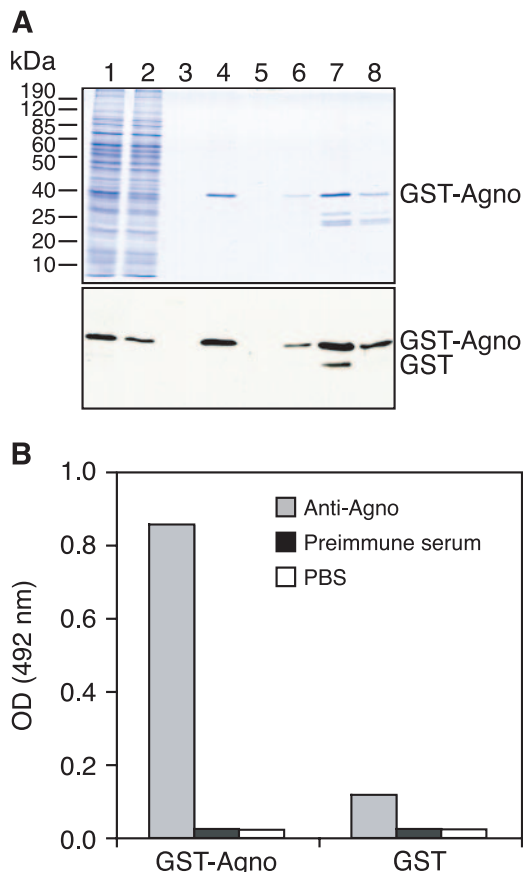 A
kDa 1 2 3 4 5 6 7 8
190
120
85
60
50
40
25
20
10
GST-Agno
GST-Agno
GST
B
OD (492 nm)
1.0
0.8
0.6
0.4
0.2
0.0
Anti-Agno
Preimmune serum
PBS
GST-Agno GST